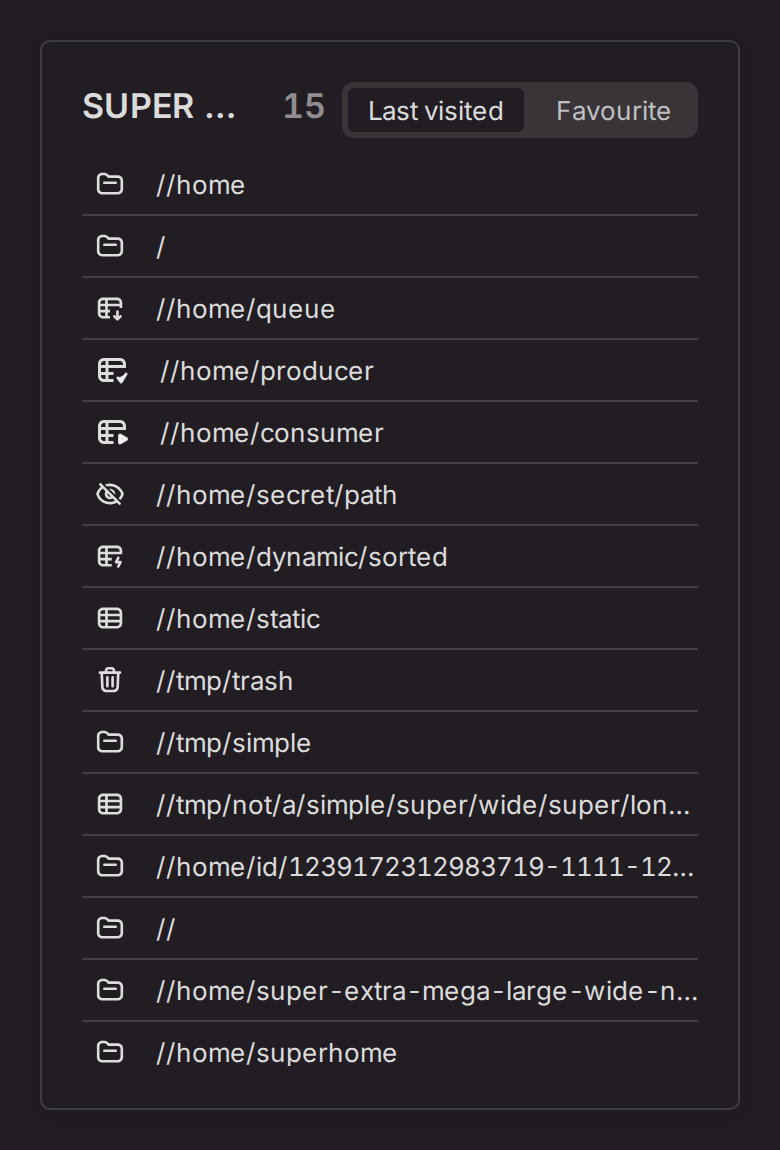 SUPER ... 15 Last visited Favourite
//home
/
//home/queue
//home/producer
//home/consumer
//home/secret/path
//home/dynamic/sorted
//home/static
//tmp/trash
//tmp/simple
//tmp/not/a/simple/super/wide/super/lon...
//home/id/1239172312983719-1111-12...
//
//home/super-extra-mega-large-wide-n...
//home/superhome